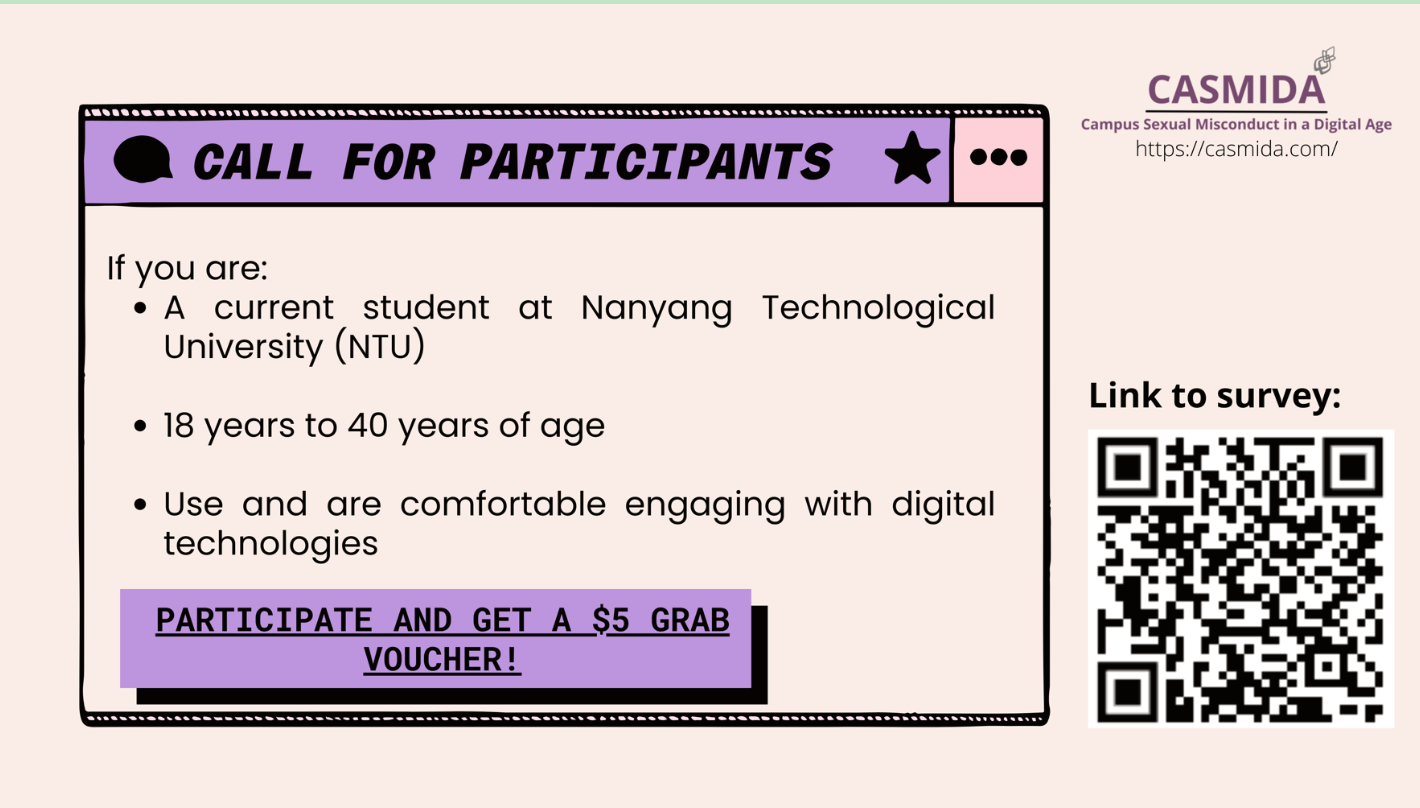 CASMIDA
Campus Sexual Misconduct in a Digital Age
https://casmida.com/
CALL FOR PARTICIPANTS
If you are:
A current student at Nanyang Technological
University (NTU)
18 years to 40 years of age
Use and are comfortable engaging with digital
technologies
PARTICIPATE AND GET A $5 GRAB
VOUCHER!
Link to survey: